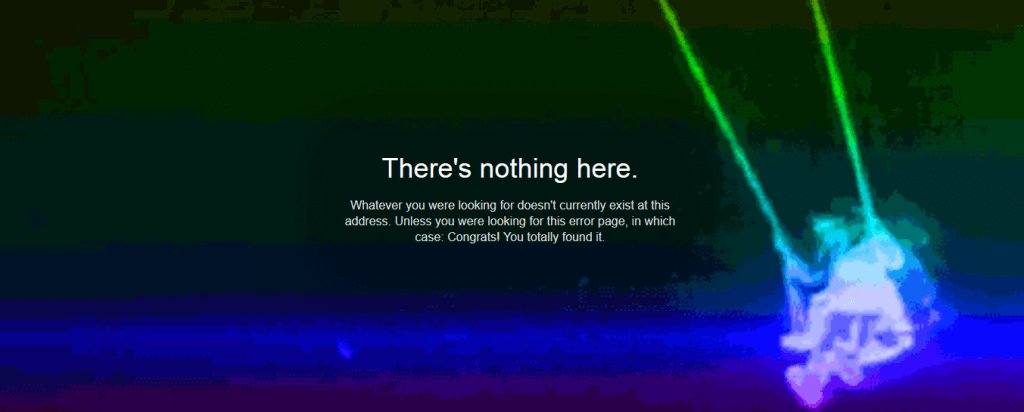 There's nothing here.
Whatever you were looking for doesn't currently exist at this
address. Unless you were looking for this error page, in which
case: Congrats! You totally found it.